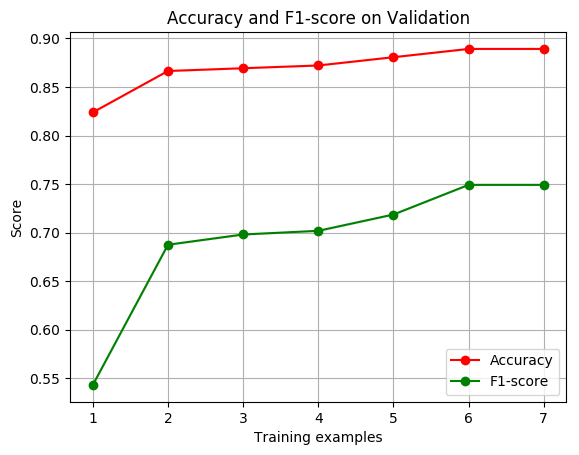 Accuracy and F1-score on Validation
0.90
0.85
0.80
0.75
0.70
0.65
0.60
0.55
Score
1 2 3 4 5 6 7
Training examples
Accuracy
F1-score